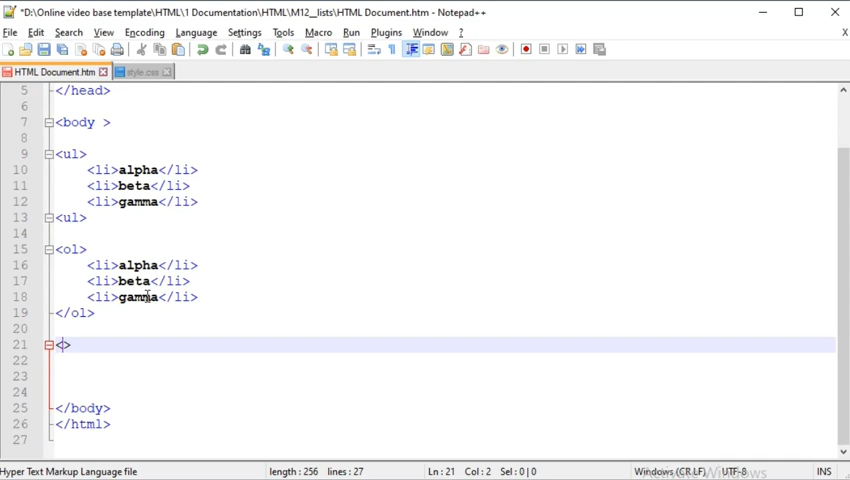 *D:\Online video base template\HTML\1 Documentation\HTML\M12__lists\HTML Document.htm - Notepad++
File Edit Search View Encoding Language Settings Tools Macro Run Plugins Window ? X
HTML Document.htm style.css
5 </head>
6
7 <body >
8
9 <ul>
10 <li>alpha</li>
11 <li>beta</li>
12 <li>gamma</li>
13 <ul>
14
15 <ol>
16 <li>alpha</li>
17 <li>beta</li>
18 <li>gamma</li>
19 </ol>
20
21 <>
22
23
24
25 </body>
26 </html>
27
Hyper Text Markup Language file length : 256 lines : 27 Ln : 21 Col : 2 Sel : 0 | 0 Windows (CR LF) UTF-8 INS
Activate Windows